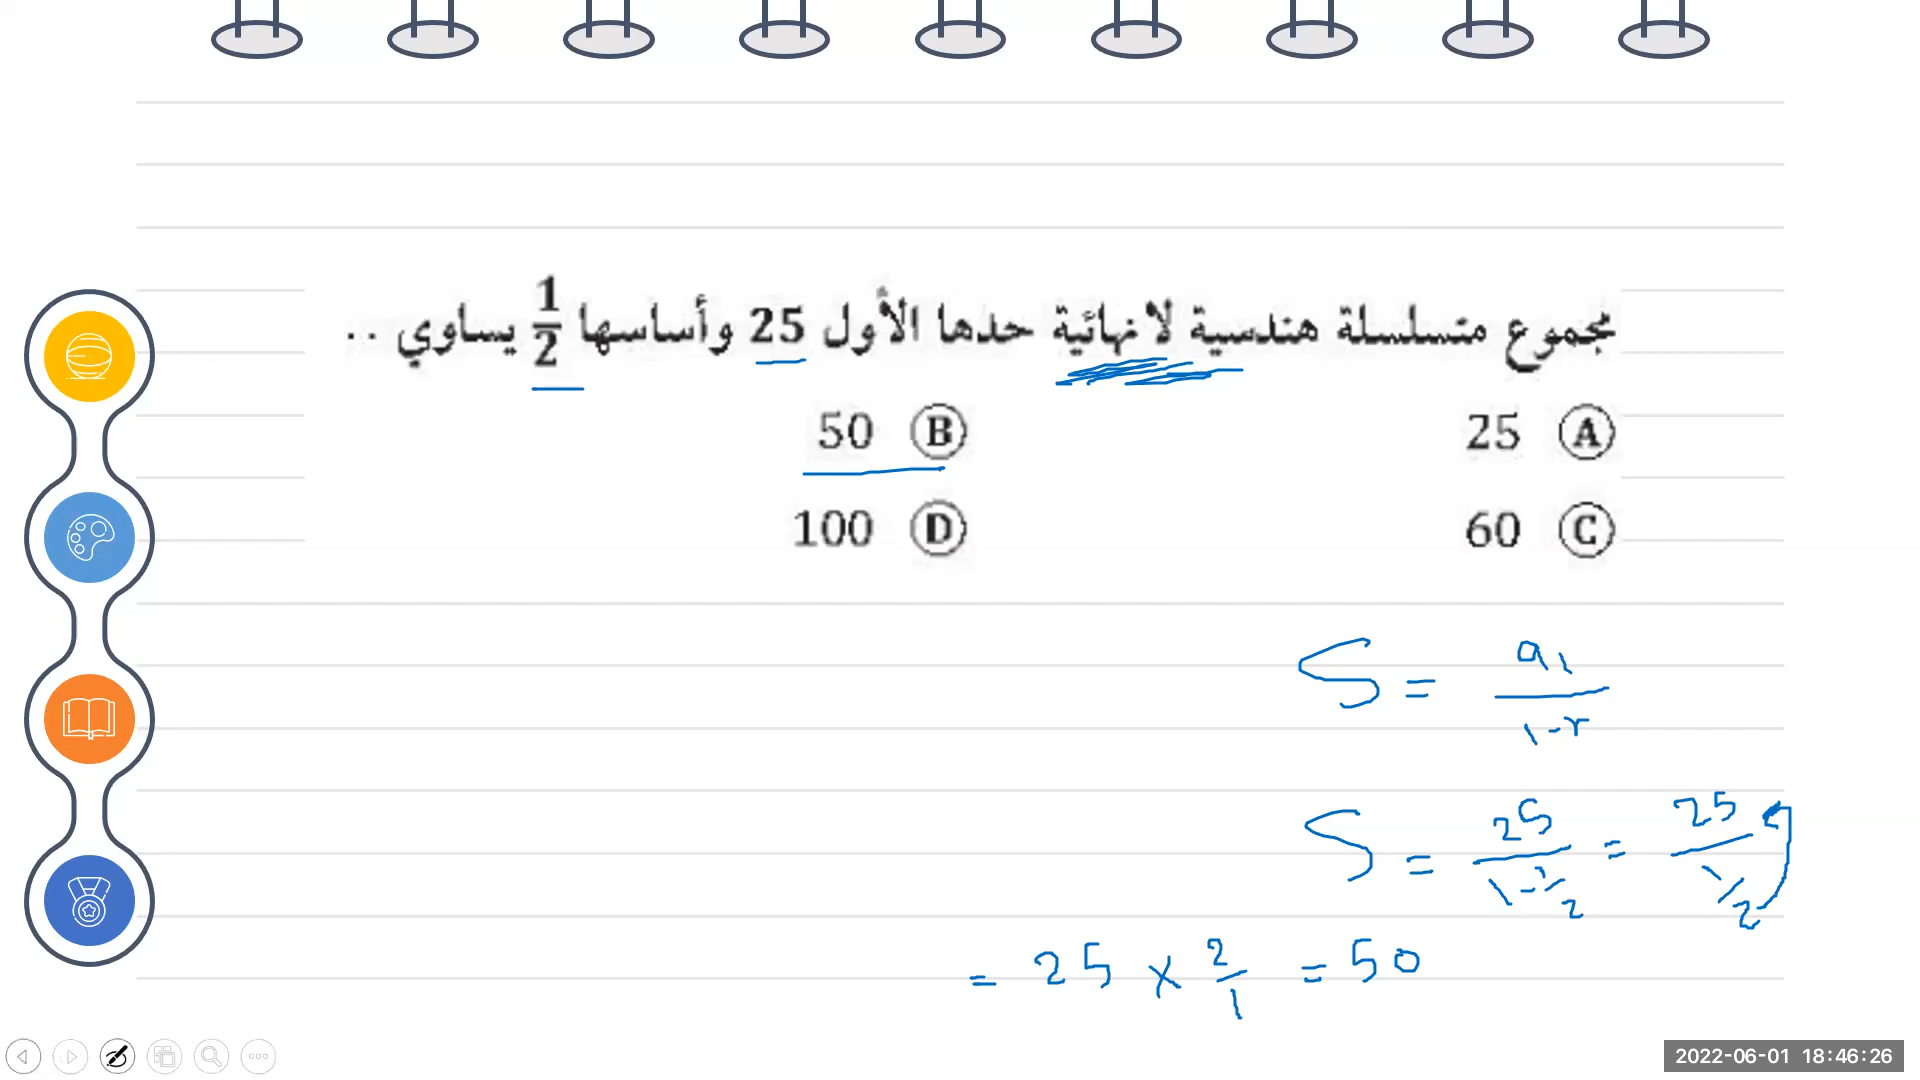 مجموع متسلسلة هندسية لانهائية حدها الأول 25 وأساسها 1/2 يساوي ..
A 25 B 50
C 60 D 100
S = a1 / 1-r
S = 25 / 1-1/2 = 25 / 1/2
= 25 × 2/1 = 50
2022-06-01 18:46:26